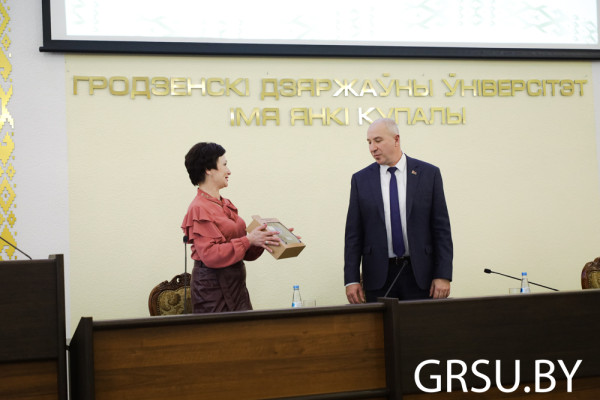 ГРОДЗЕНСКІ ДЗЯРЖАЎНЫ ЎНІВЕРСІТЭТ
ІМЯ ЯНКІ КУПАЛЫ
GRSU.BY